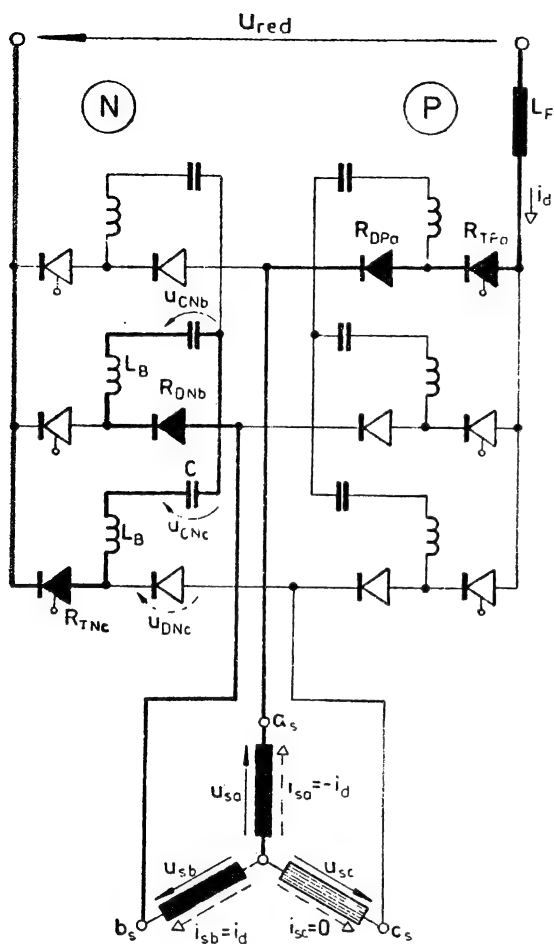 u_red
N
P
L_F
i_d
R_DPa
R_TPa
u_CNb
L_B
R_DNb
C
u_CNc
L_B
R_TNc
u_DNc
a_s
u_sa
i_sa=-i_d
u_sb
u_sc
b_s
i_sb=i_d
i_sc=0
c_s